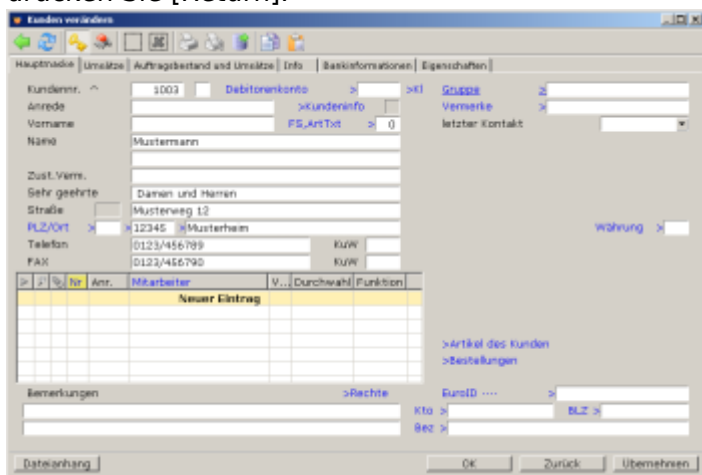 drücken Sie [Return].
Kunden verändern
Hauptmaske Umsätze Auftragsbestand und Umsätze Info Bankinformationen Eigenschaften
Kundennr. ^ 1003 Debitorenkonto > >KI Gruppe >
Anrede >Kundeninfo Vermerke >
Vorname FS,ArtTxt > 0 letzter Kontakt
Name Mustermann
Zust.Verm.
Sehr geehrte Damen und Herren
Straße Musterweg 12
PLZ/Ort > > 12345 >Musterheim Währung >
Telefon 0123/456789 KuW
FAX 0123/456790 KuW
Nr Anr. Mitarbeiter V... Durchwahl Funktion
Neuer Eintrag
>Artikel des Kunden
>Bestellungen
Bemerkungen >Rechte EuroID ---- >
Kto > BLZ >
Bez >
Dateianhang OK Zurück Übernehmen